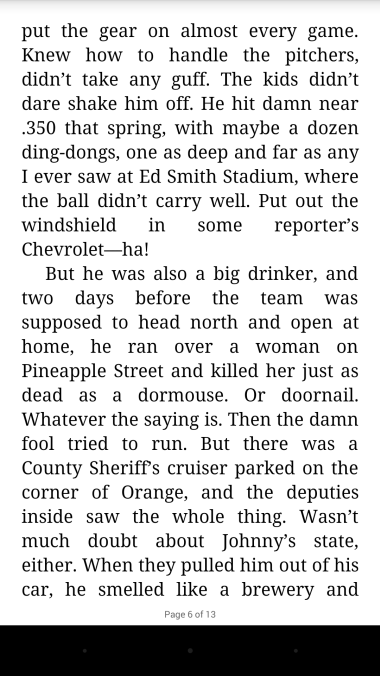 put the gear on almost every game.
Knew how to handle the pitchers,
didn’t take any guff. The kids didn’t
dare shake him off. He hit damn near
.350 that spring, with maybe a dozen
ding-dongs, one as deep and far as any
I ever saw at Ed Smith Stadium, where
the ball didn’t carry well. Put out the
windshield in some reporter’s
Chevrolet—ha!
But he was also a big drinker, and
two days before the team was
supposed to head north and open at
home, he ran over a woman on
Pineapple Street and killed her just as
dead as a dormouse. Or doornail.
Whatever the saying is. Then the damn
fool tried to run. But there was a
County Sheriff’s cruiser parked on the
corner of Orange, and the deputies
inside saw the whole thing. Wasn’t
much doubt about Johnny’s state,
either. When they pulled him out of his
car, he smelled like a brewery and
Page 6 of 13